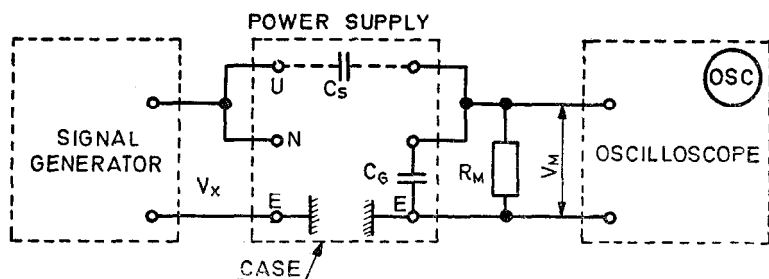 POWER SUPPLY
OSC
U
Cs
SIGNAL
GENERATOR
N
OSCILLOSCOPE
CG
RM
VM
Vx
E
E
CASE